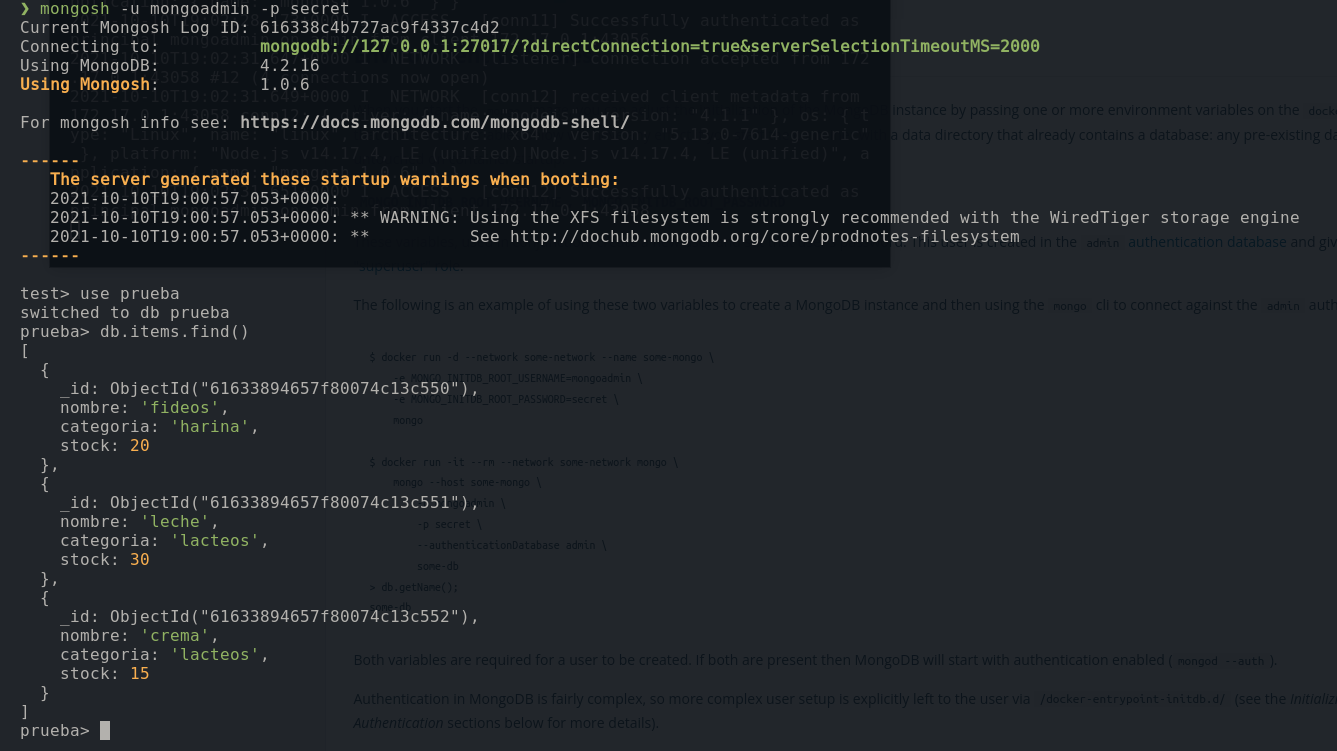 ❯ mongosh -u mongoadmin -p secret
Current Mongosh Log ID: 616338c4b727ac9f4337c4d2
Connecting to:          mongodb://127.0.0.1:27017/?directConnection=true&serverSelectionTimeoutMS=2000
Using MongoDB:          4.2.16
Using Mongosh:          1.0.6
For mongosh info see: https://docs.mongodb.com/mongodb-shell/
------
   The server generated these startup warnings when booting:
   2021-10-10T19:00:57.053+0000:
   2021-10-10T19:00:57.053+0000: ** WARNING: Using the XFS filesystem is strongly recommended with the WiredTiger storage engine
   2021-10-10T19:00:57.053+0000: **          See http://dochub.mongodb.org/core/prodnotes-filesystem
------
test> use prueba
switched to db prueba
prueba> db.items.find()
[
  {
    _id: ObjectId("61633894657f80074c13c550"),
    nombre: 'fideos',
    categoria: 'harina',
    stock: 20
  },
  {
    _id: ObjectId("61633894657f80074c13c551"),
    nombre: 'leche',
    categoria: 'lacteos',
    stock: 30
  },
  {
    _id: ObjectId("61633894657f80074c13c552"),
    nombre: 'crema',
    categoria: 'lacteos',
    stock: 15
  }
]
prueba>
instance by passing one or more environment variables on the
a data directory that already contains a database: any pre-existing
created in the admin authentication database and
The following is an example of using these two variables to create a MongoDB instance and then using the mongo cli to connect against the admin
$ docker run -d --network some-network --name some-mongo \
-e MONGO_INITDB_ROOT_USERNAME=mongoadmin \
-e MONGO_INITDB_ROOT_PASSWORD=secret \
mongo
$ docker run -it --rm --network some-network mongo \
mongo --host some-mongo \
-p secret \
--authenticationDatabase admin \
some-db
> db.getName();
some-db
Both variables are required for a user to be created. If both are present then MongoDB will start with authentication enabled ( mongod --auth ).
Authentication in MongoDB is fairly complex, so more complex user setup is explicitly left to the user via /docker-entrypoint-initdb.d/ (see the
Authentication sections below for more details).